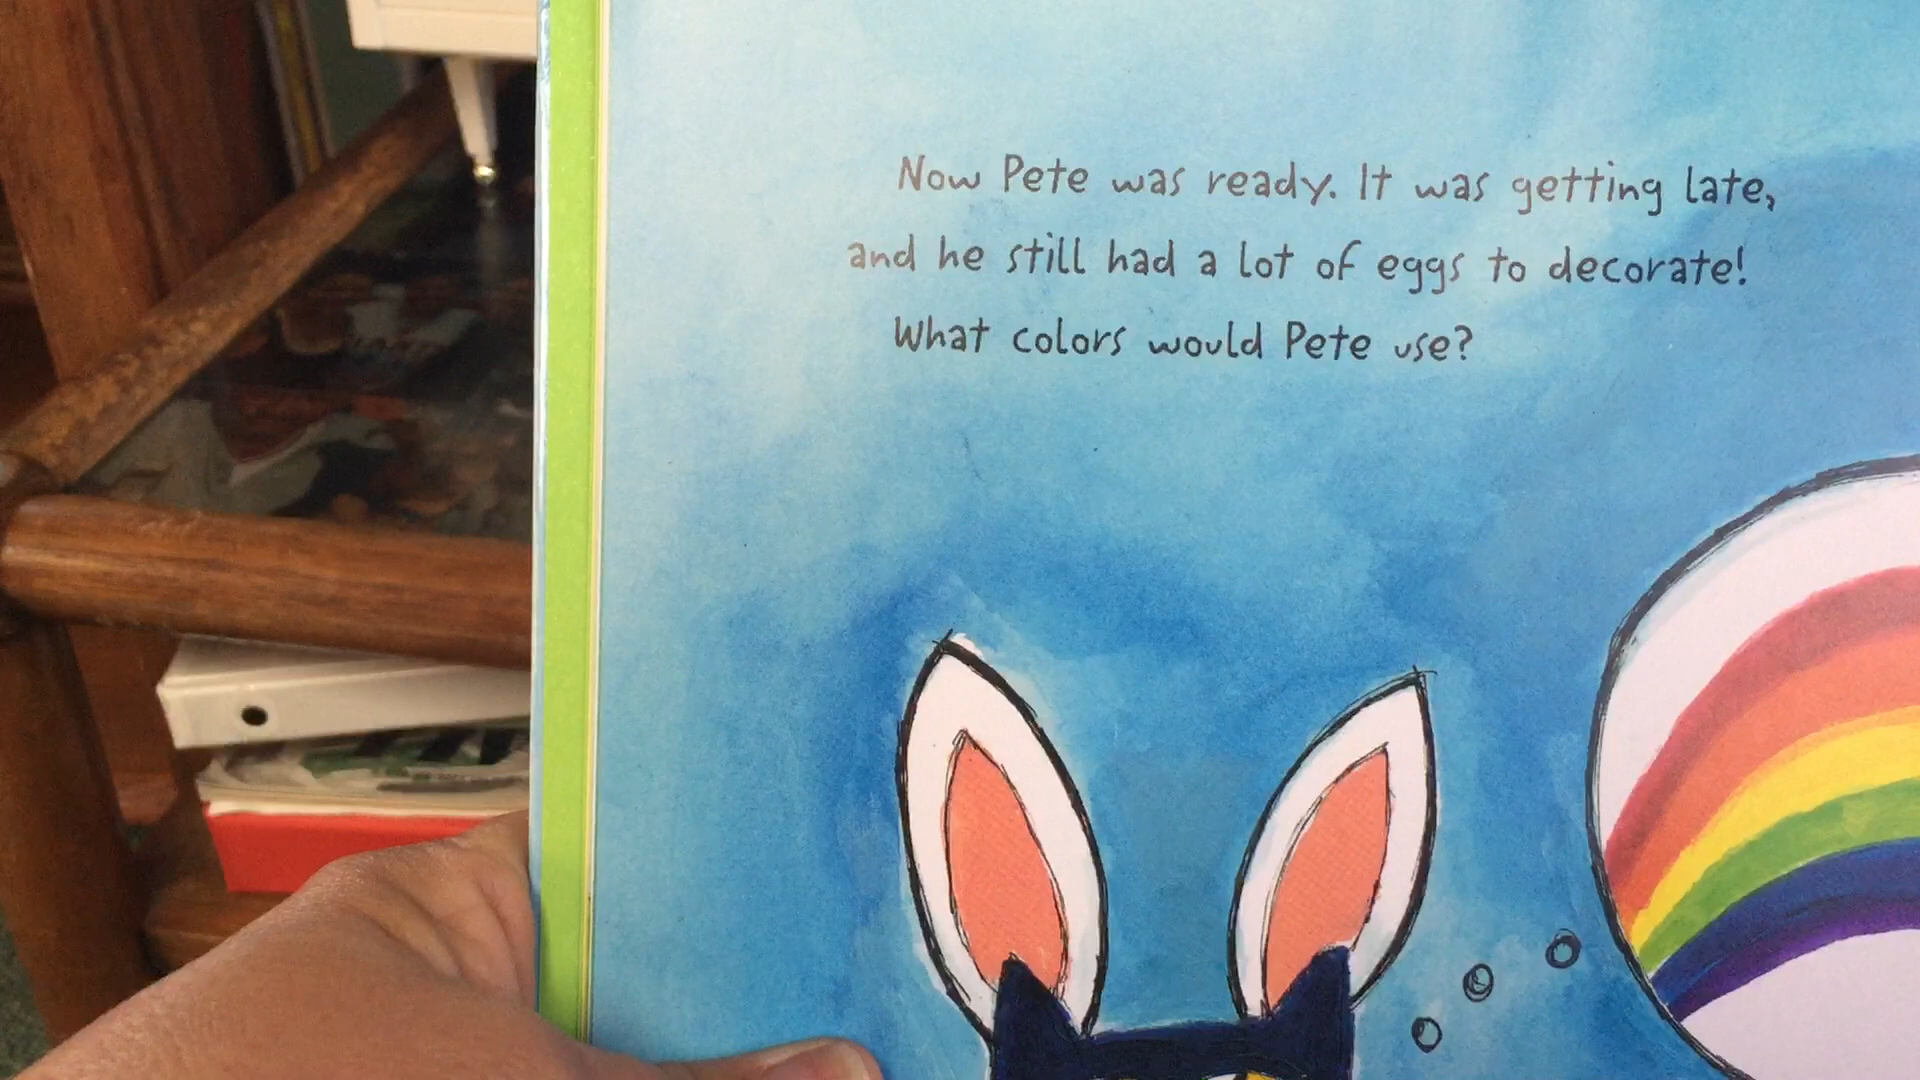 Now Pete was ready. It was getting late,
and he still had a lot of eggs to decorate!
What colors would Pete use?